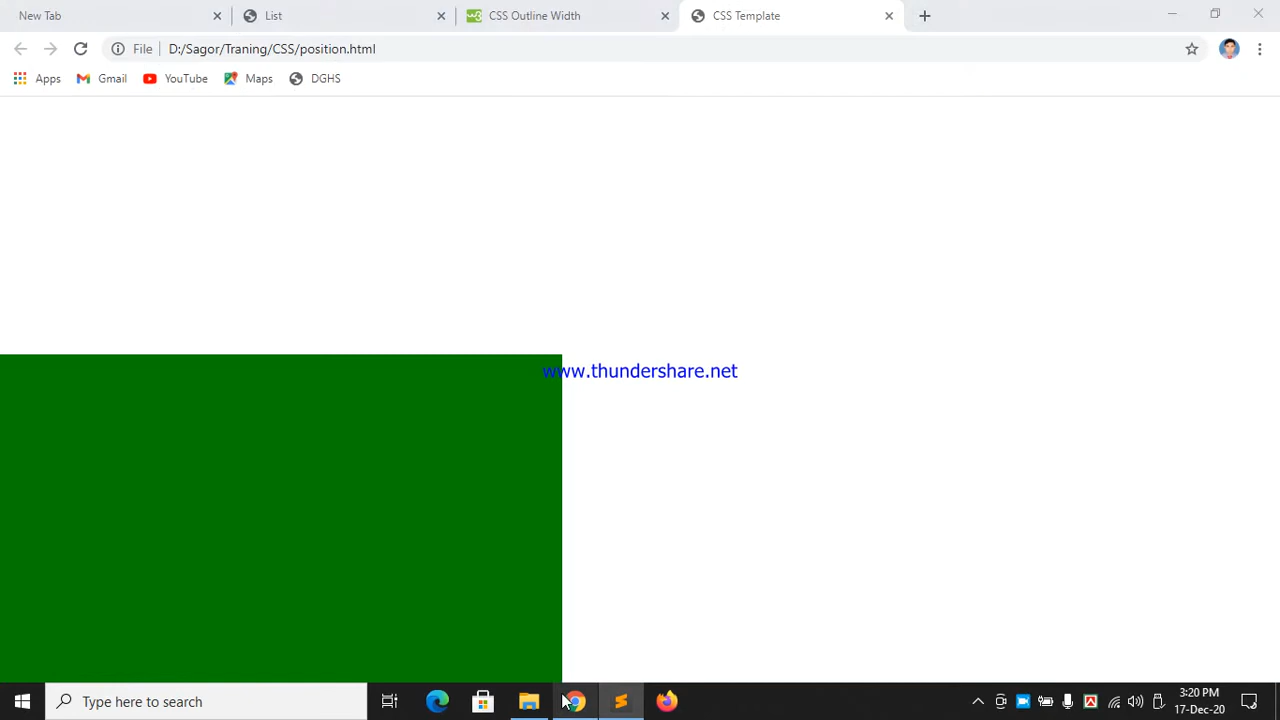 New Tab
List
CSS Outline Width
CSS Template
File
D:/Sagor/Traning/CSS/position.html
Apps
Gmail
YouTube
Maps
DGHS
www.thundershare.net
Type here to search
3:20 PM
17-Dec-20